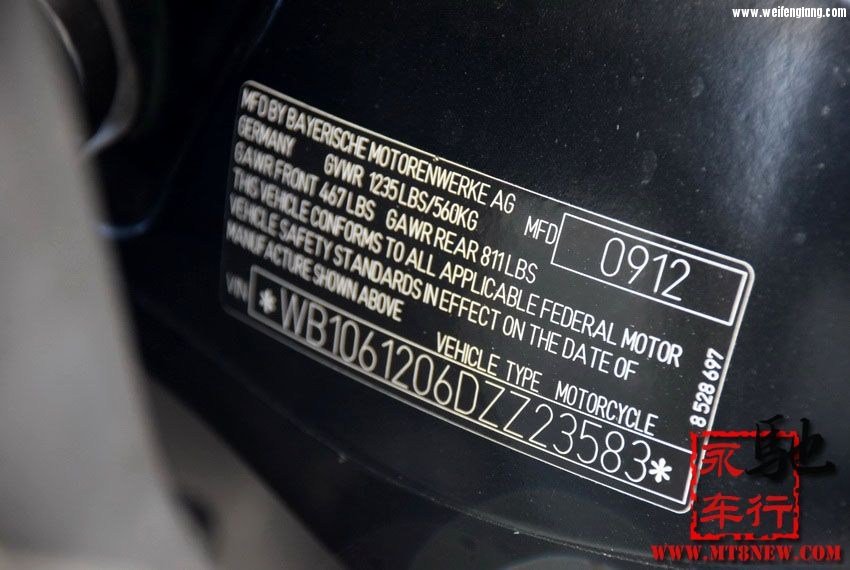 www.weifengtang.com
MFD BY BAYERISCHE MOTORENWERKE AG
GERMANY GVWR 1235 LBS/560KG MFD 0912
GAWR FRONT 467 LBS GAWR REAR 811 LBS
THIS VEHICLE CONFORMS TO ALL APPLICABLE FEDERAL MOTOR
VEHICLE SAFETY STANDARDS IN EFFECT ON THE DATE OF
MANUFACTURE SHOWN ABOVE VEHICLE TYPE MOTORCYCLE
VIN *WB1061206DZZ23583*
8 528 697
永馳
车行
WWW.MT8NEW.COM